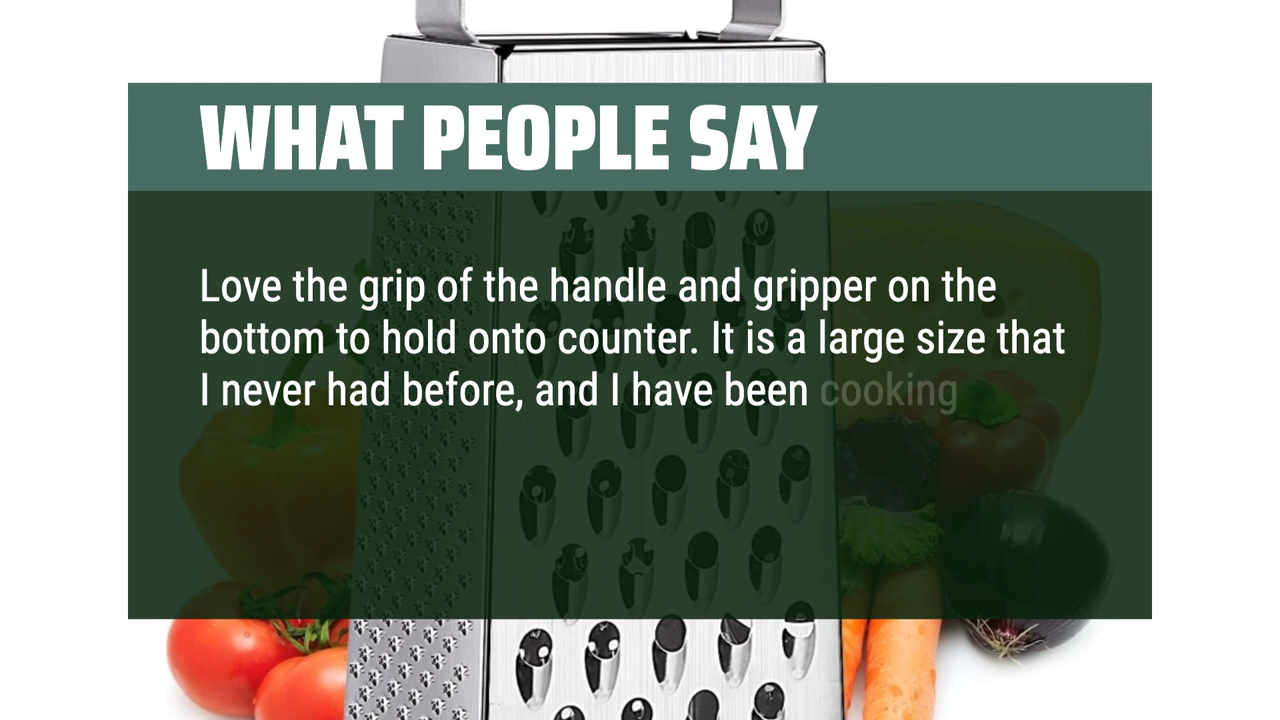 WHAT PEOPLE SAY
Love the grip of the handle and gripper on the
bottom to hold onto counter. It is a large size that
I never had before, and I have been cooking